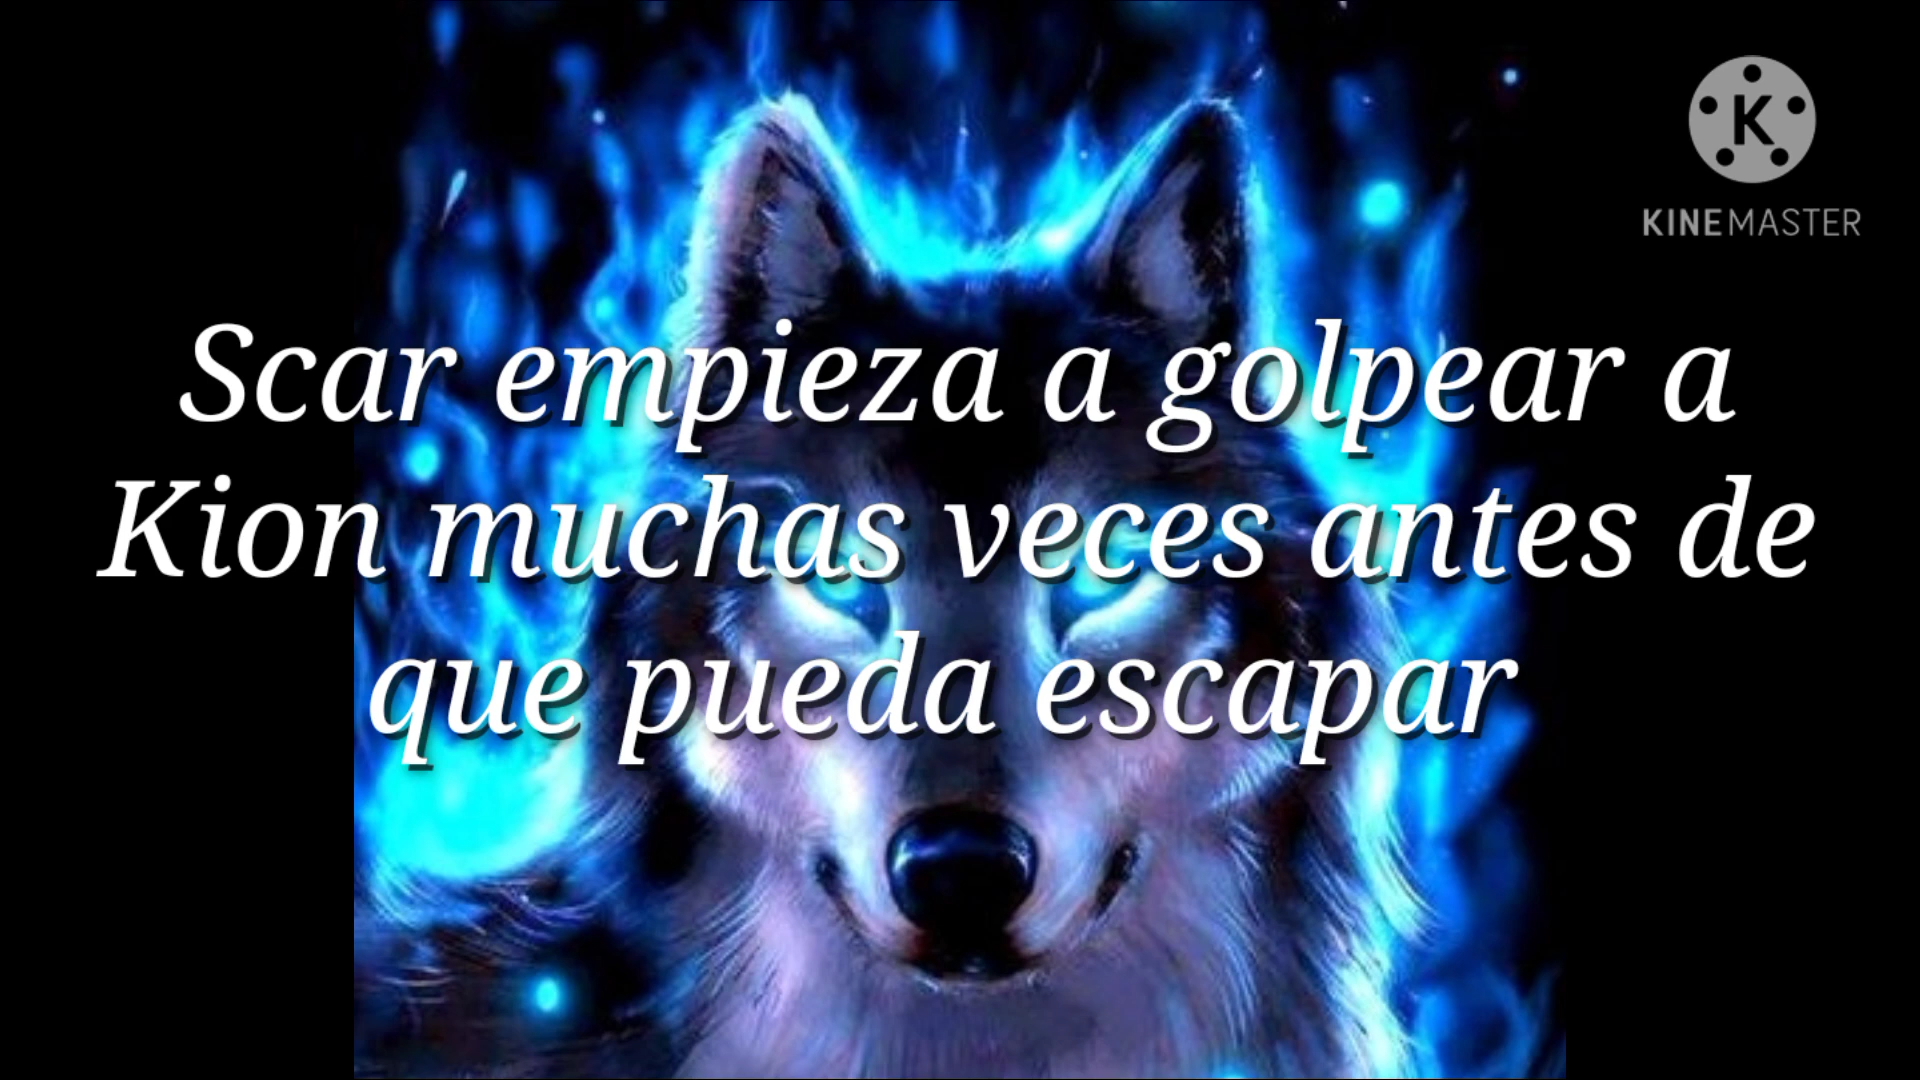 K
KINEMASTER
Scar empieza a golpear a
Kion muchas veces antes de
que pueda escapar